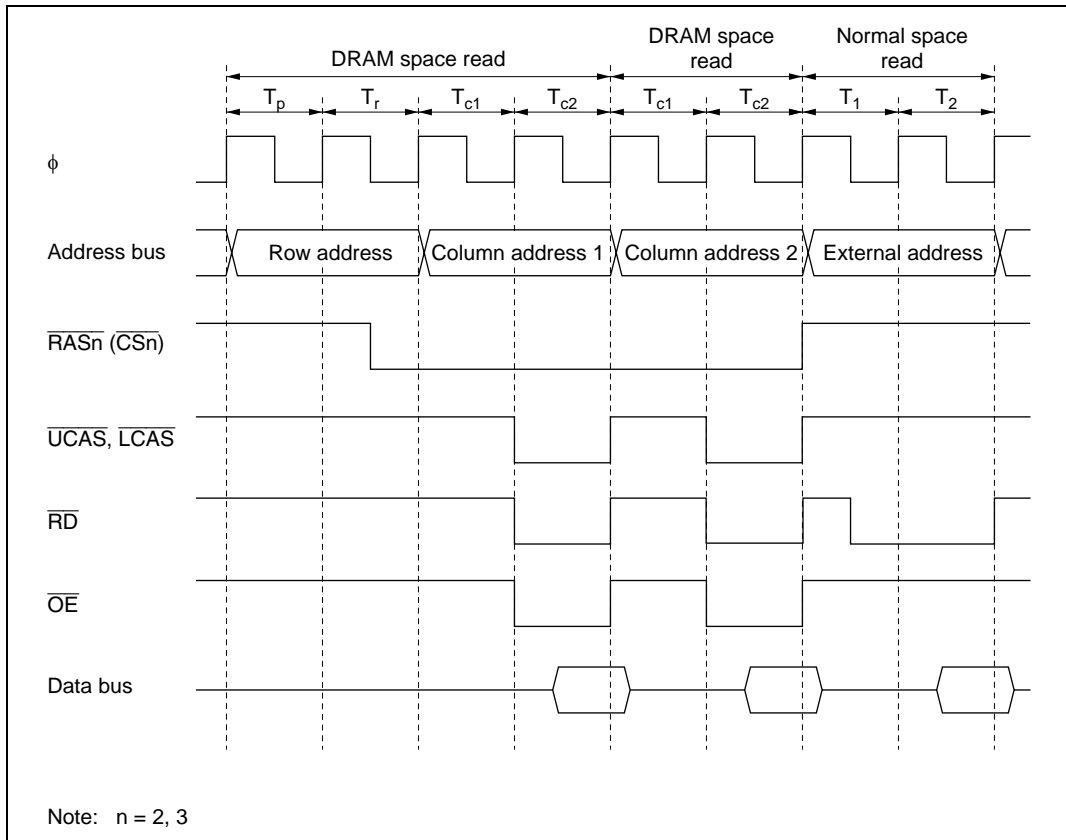 DRAM space read
DRAM space
read
Normal space
read
Tp Tr Tc1 Tc2 Tc1 Tc2 T1 T2
ϕ
Address bus
Row address
Column address 1
Column address 2
External address
RASn (CSn)
UCAS, LCAS
RD
OE
Data bus
Note: n = 2, 3